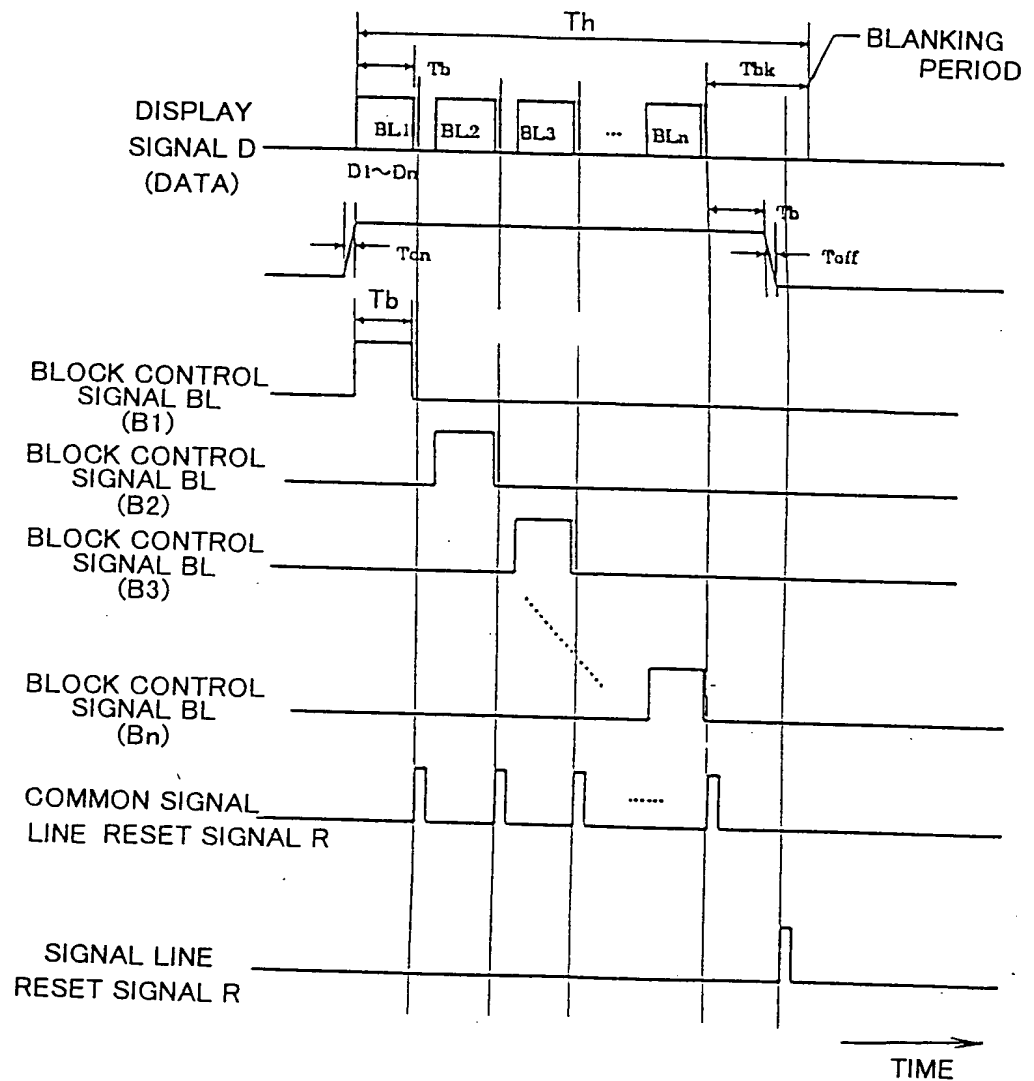 Th
BLANKING
PERIOD
Tb
Tbk
DISPLAY
SIGNAL D
(DATA)
BL1
BL2
BL3
...
BLn
D1~Dn
Tb
Ton
Toff
Tb
BLOCK CONTROL
SIGNAL BL
(B1)
BLOCK CONTROL
SIGNAL BL
(B2)
BLOCK CONTROL
SIGNAL BL
(B3)
BLOCK CONTROL
SIGNAL BL
(Bn)
COMMON SIGNAL
LINE RESET SIGNAL R
......
SIGNAL LINE
RESET SIGNAL R
TIME